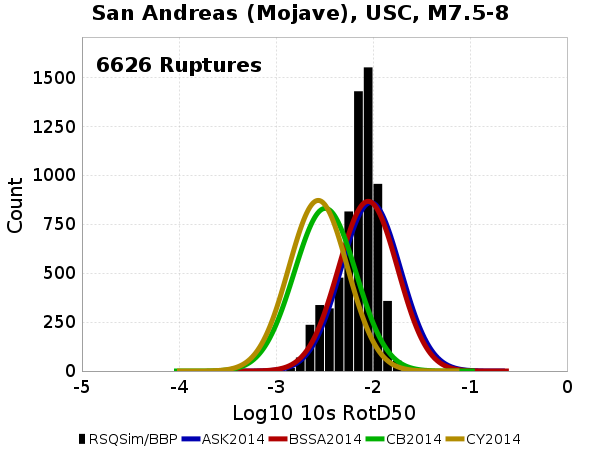 San Andreas (Mojave), USC, M7.5-8
6626 Ruptures
1500
1250
1000
750
500
250
0
Count
-5 -4 -3 -2 -1 0
Log10 10s RotD50
RSQSim/BBP ASK2014 BSSA2014 CB2014 CY2014